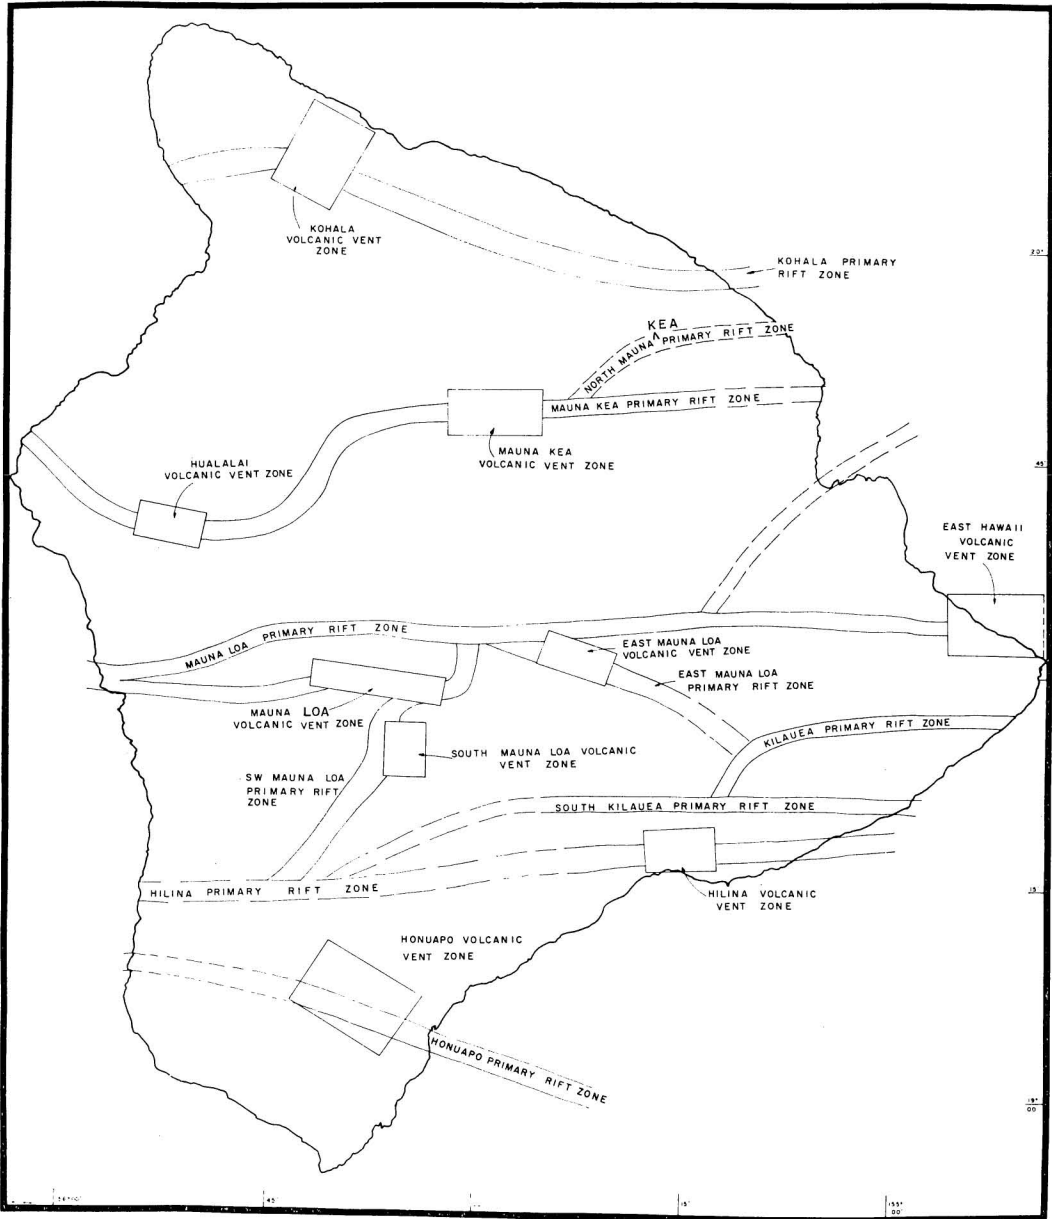 KOHALA
VOLCANIC VENT
ZONE
20°
KOHALA PRIMARY
RIFT ZONE
KEA
NORTH MAUNA ^ PRIMARY RIFT ZONE
MAUNA KEA PRIMARY RIFT ZONE
MAUNA KEA
VOLCANIC VENT ZONE
HUALALAI
VOLCANIC VENT ZONE
45'
EAST HAWAII
VOLCANIC
VENT ZONE
MAUNA LOA PRIMARY RIFT ZONE
EAST MAUNA LOA
VOLCANIC VENT ZONE
EAST MAUNA LOA
PRIMARY RIFT ZONE
MAUNA LOA
VOLCANIC VENT ZONE
KILAUEA PRIMARY RIFT ZONE
SOUTH MAUNA LOA VOLCANIC
VENT ZONE
SW MAUNA LOA
PRIMARY RIFT
ZONE
SOUTH KILAUEA PRIMARY RIFT ZONE
HILINA PRIMARY RIFT ZONE
HILINA VOLCANIC
VENT ZONE
15
HONUAPO VOLCANIC
VENT ZONE
HONUAPO PRIMARY RIFT ZONE
19°
00
45'
15'
155°
00'